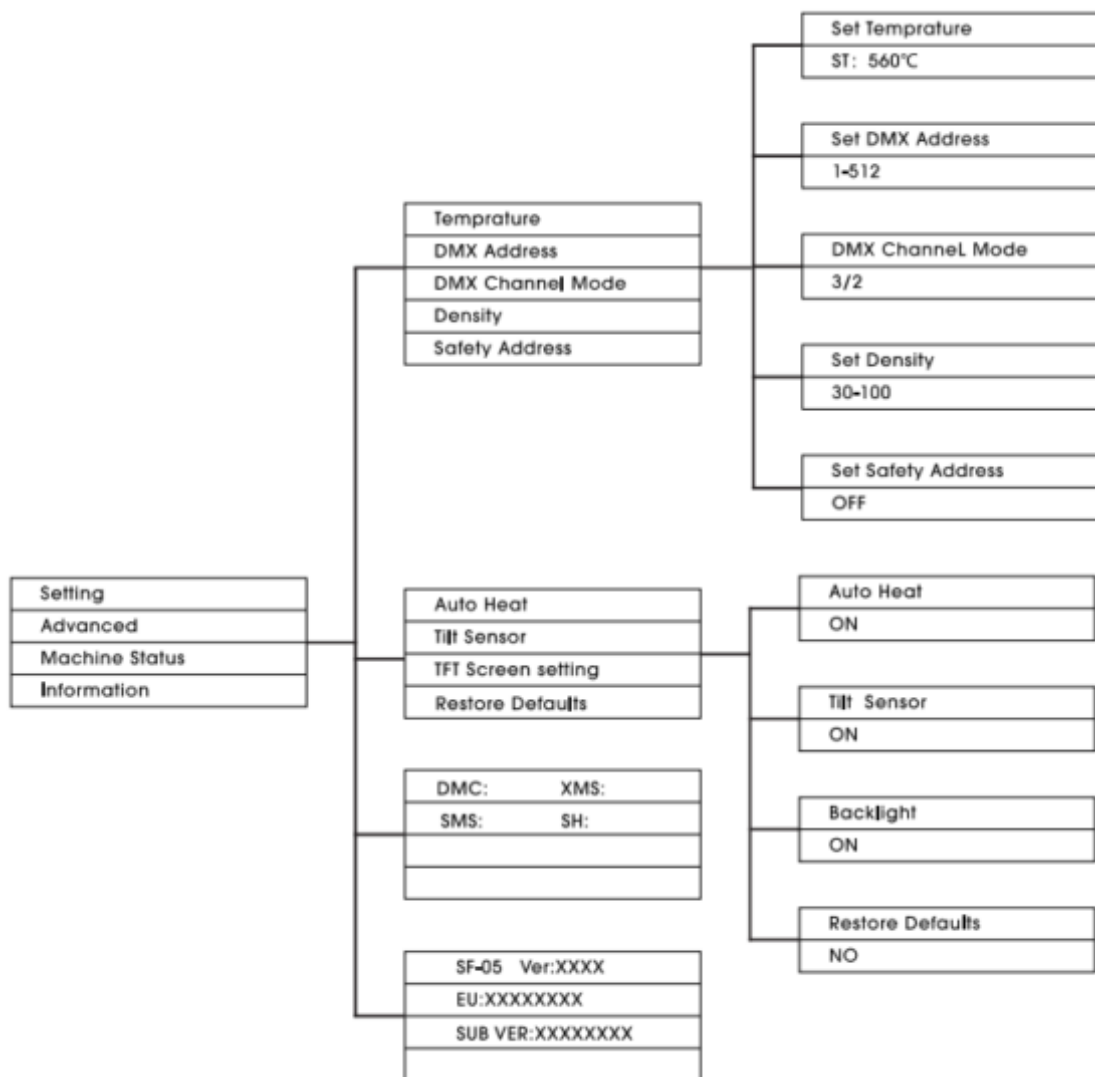 Setting
Advanced
Machine Status
Information
Temprature
DMX Address
DMX Channel Mode
Density
Safety Address
Set Temprature
ST: 560℃
Set DMX Address
1-512
DMX ChanneL Mode
3/2
Set Density
30-100
Set Safety Address
OFF
Auto Heat
Tilt Sensor
TFT Screen setting
Restore Defaults
Auto Heat
ON
Tilt Sensor
ON
Backlight
ON
Restore Defaults
NO
DMC: XMS:
SMS: SH:
SF-05 Ver:XXXX
EU:XXXXXXXX
SUB VER:XXXXXXXX